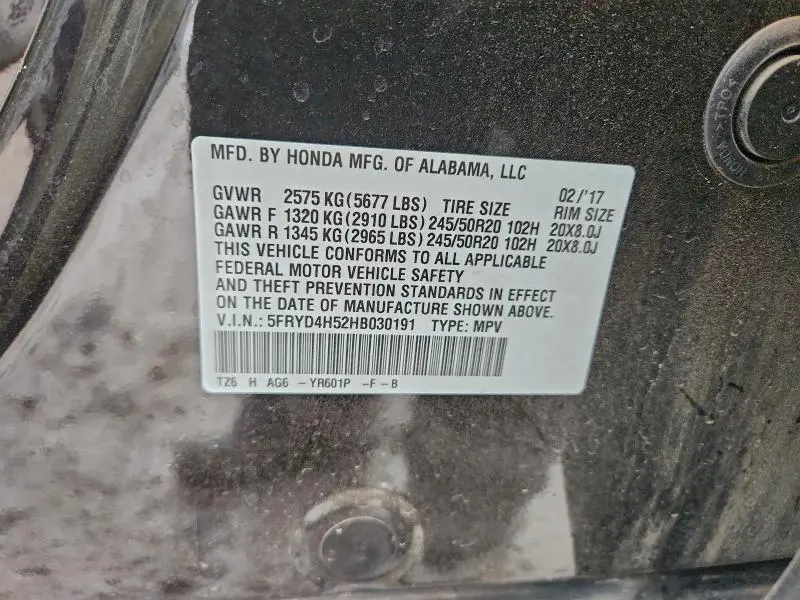 MFD. BY HONDA MFG. OF ALABAMA, LLC
GVWR 2575 KG (5677 LBS) TIRE SIZE 02/'17 RIM SIZE
GAWR F 1320 KG (2910 LBS) 245/50R20 102H 20X8.0J
GAWR R 1345 KG (2965 LBS) 245/50R20 102H 20X8.0J
THIS VEHICLE CONFORMS TO ALL APPLICABLE
FEDERAL MOTOR VEHICLE SAFETY
AND THEFT PREVENTION STANDARDS IN EFFECT
ON THE DATE OF MANUFACTURE SHOWN ABOVE.
V.I.N.: 5FRYD4H52HB030191 TYPE: MPV
TZ6 H AG6 -YR601P -F-B
HONDA >TPO<